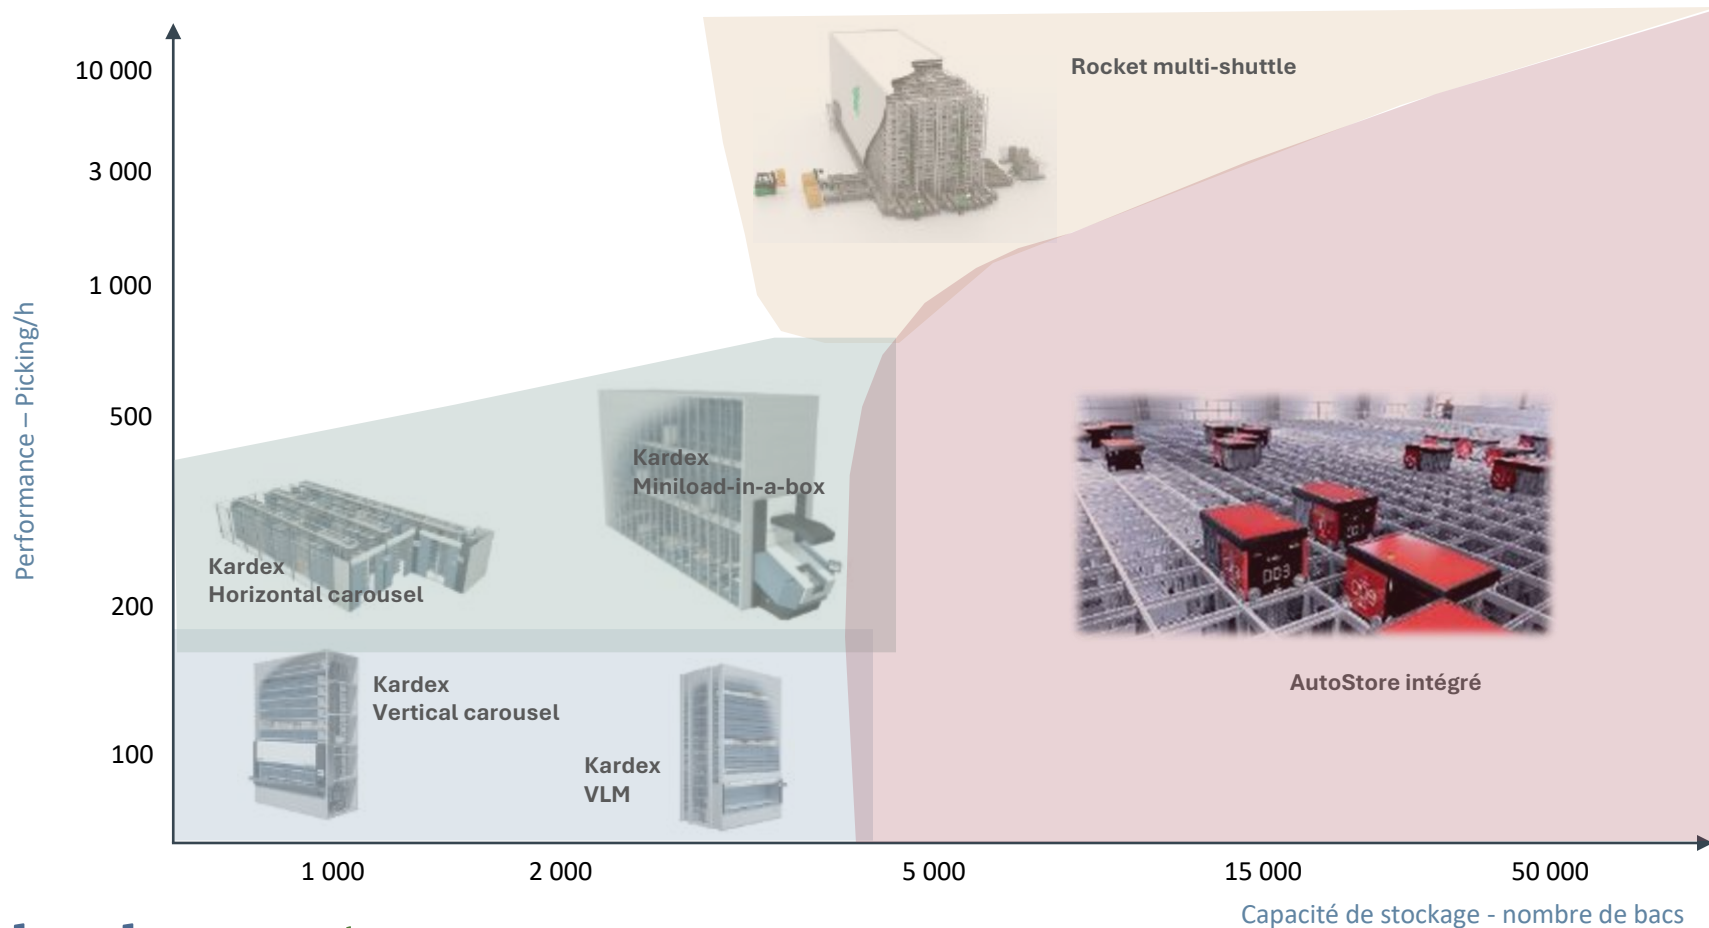 10 000
Rocket multi-shuttle
3 000
1 000
Performance – Picking/h
500
Kardex
Miniload-in-a-box
Kardex
Horizontal carousel
200
DD3
Kardex
Vertical carousel
AutoStore intégré
100
Kardex
VLM
1 000
2 000
5 000
15 000
50 000
Capacité de stockage - nombre de bacs